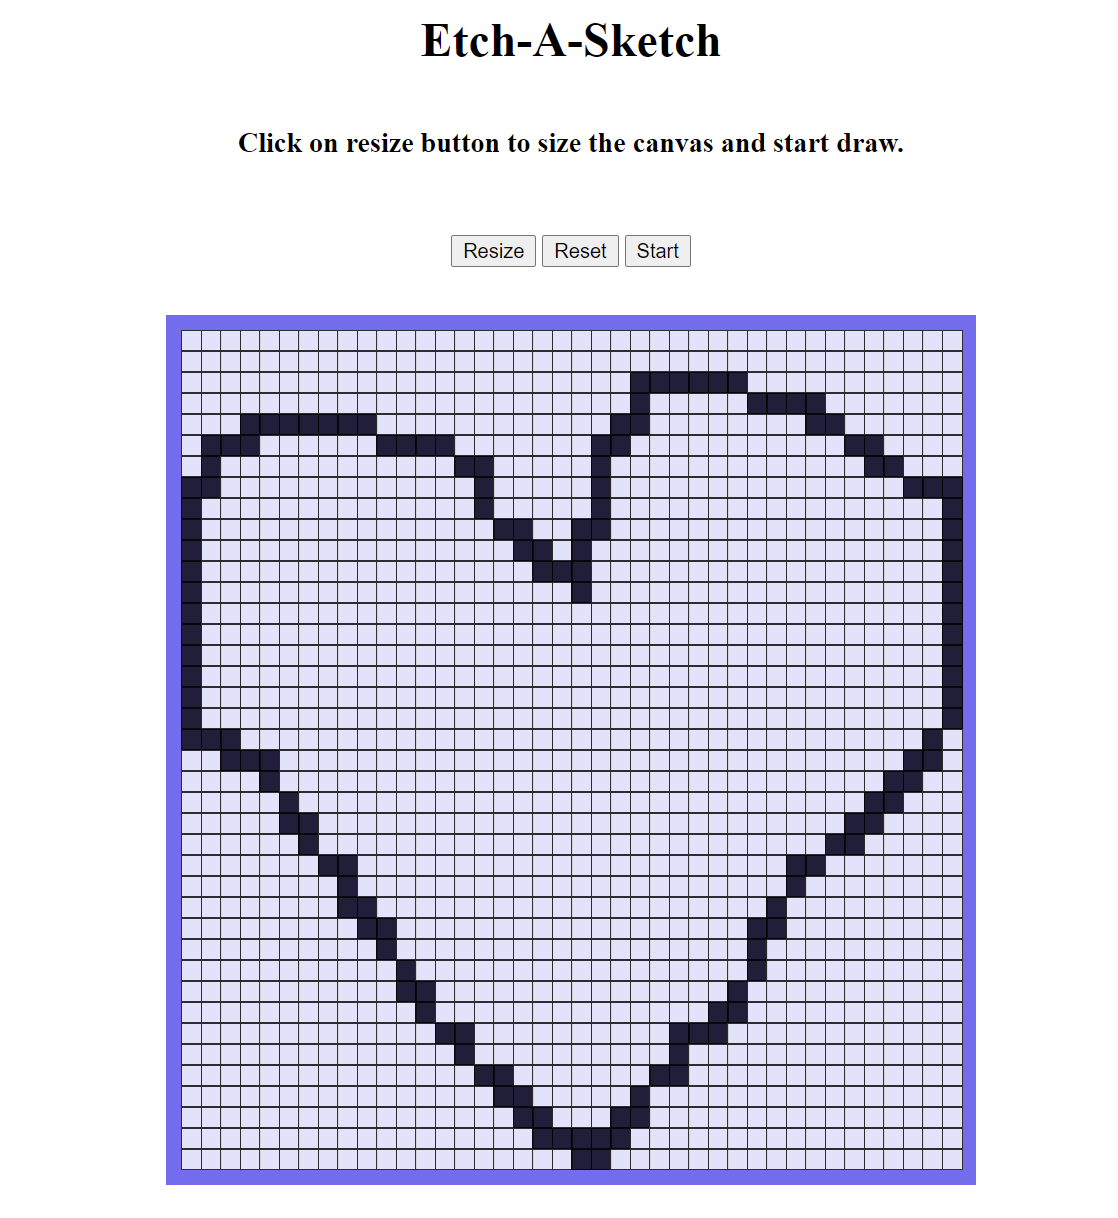 Etch-A-Sketch
Click on resize button to size the canvas and start draw.
Resize Reset Start